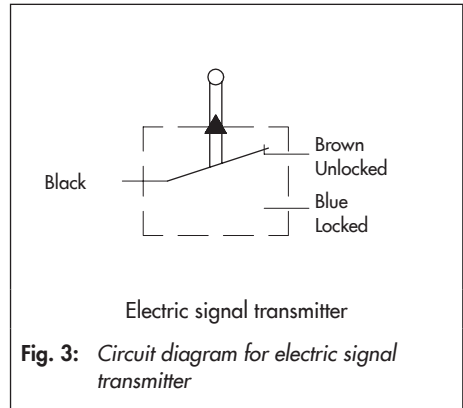 Black
Brown
Unlocked
Blue
Locked
Electric signal transmitter
Fig. 3: Circuit diagram for electric signal
transmitter